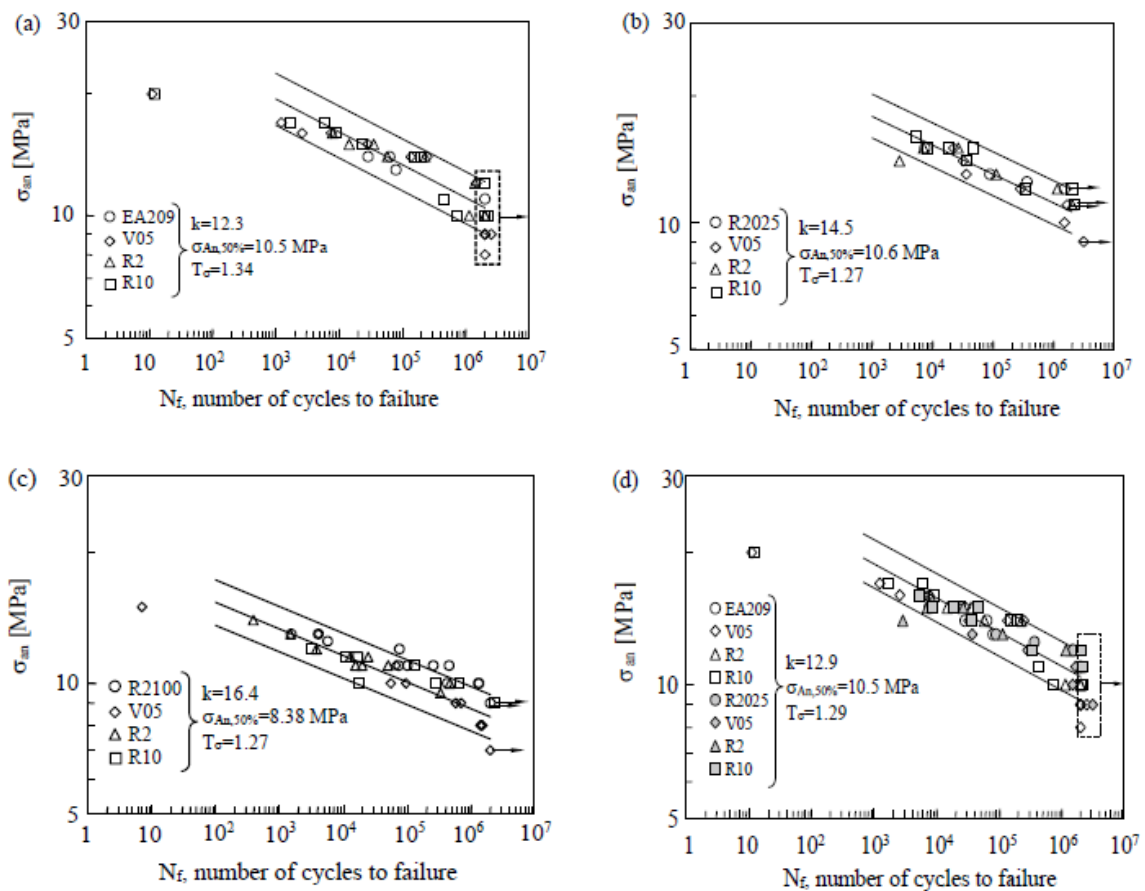 (a)
30
10
5
σan [MPa]
EA209
V05
R2
R10
k=12.3
σAn,50%=10.5 MPa
Tσ=1.34
1 10 10² 10³ 10⁴ 10⁵ 10⁶ 10⁷
Nf, number of cycles to failure
(b)
30
10
5
σan [MPa]
R2025
V05
R2
R10
k=14.5
σAn,50%=10.6 MPa
Tσ=1.27
1 10 10² 10³ 10⁴ 10⁵ 10⁶ 10⁷
Nf, number of cycles to failure
(c)
30
10
5
σan [MPa]
R2100
V05
R2
R10
k=16.4
σAn,50%=8.38 MPa
Tσ=1.27
1 10 10² 10³ 10⁴ 10⁵ 10⁶ 10⁷
Nf, number of cycles to failure
(d)
30
10
5
σan [MPa]
EA209
V05
R2
R10
R2025
V05
R2
R10
k=12.9
σAn,50%=10.5 MPa
Tσ=1.29
1 10 10² 10³ 10⁴ 10⁵ 10⁶ 10⁷
Nf, number of cycles to failure